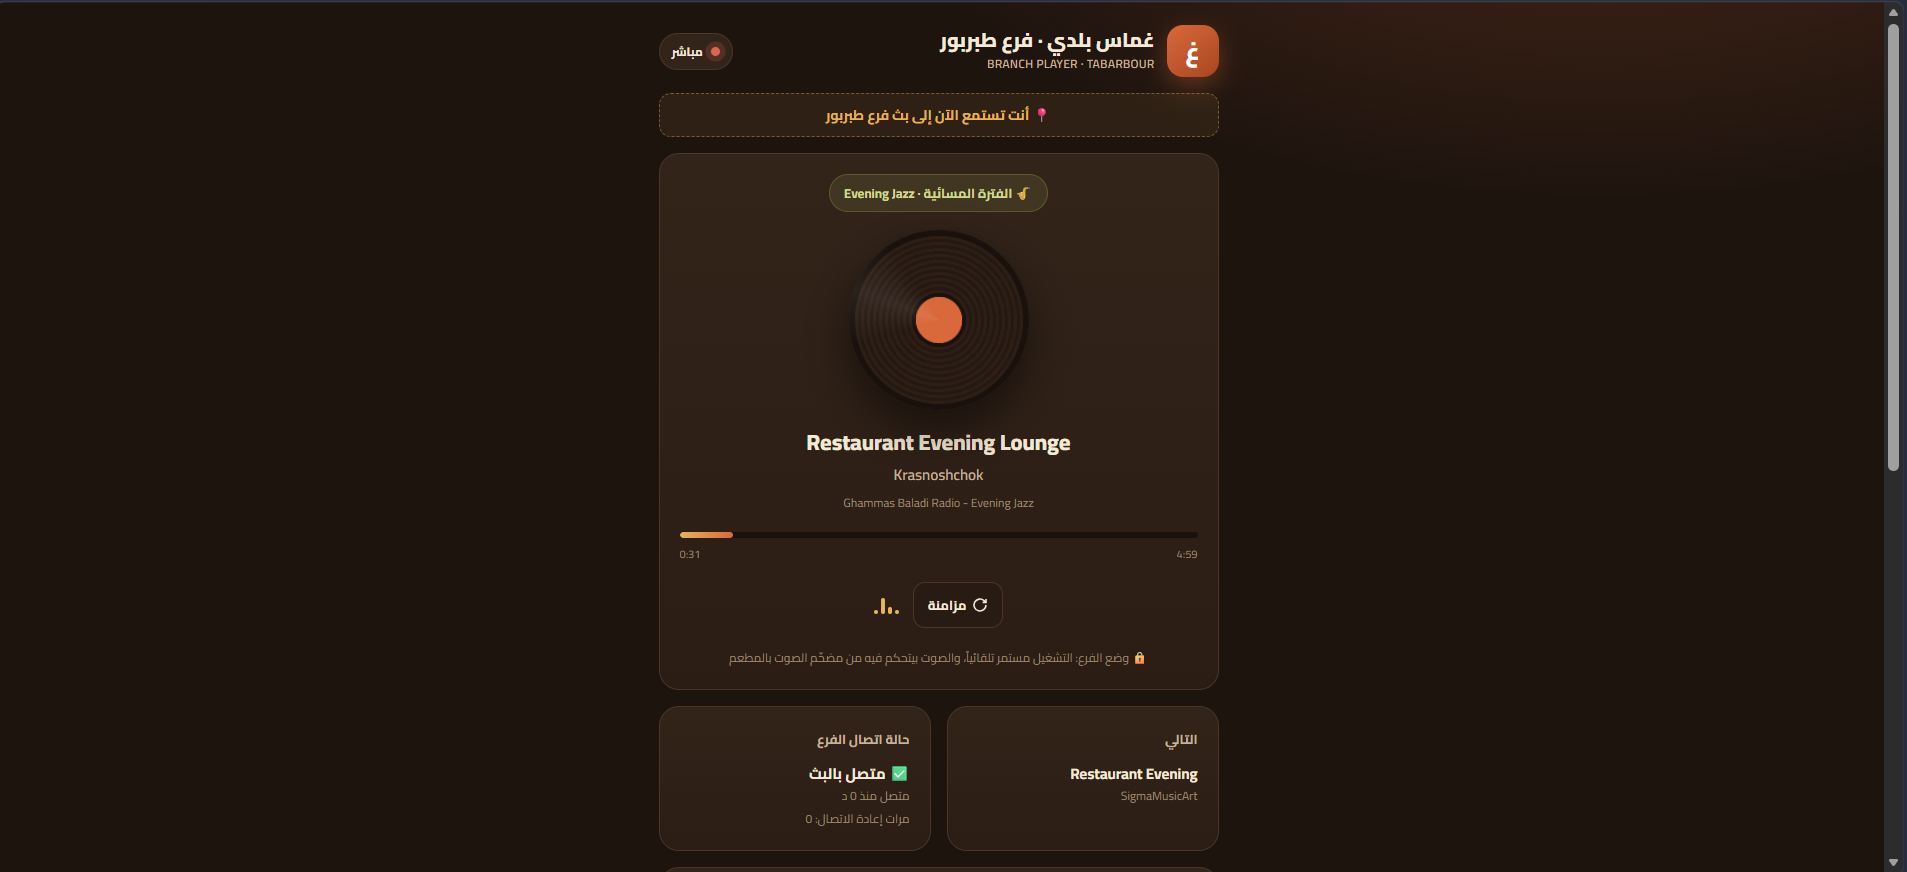 غ
غماس بلدي · فرع طبربور
BRANCH PLAYER · TABARBOUR
مباشر
أنت تستمع الآن إلى بث فرع طبربور
الفترة المسائية · Evening Jazz
Restaurant Evening Lounge
Krasnoshchok
Ghammas Baladi Radio - Evening Jazz
0:31
4:59
مزامنة
وضع الفرع: التشغيل مستمر تلقائياً، والصوت بيتحكم فيه من مضخّم الصوت بالمطعم
التالي
Restaurant Evening
SigmaMusicArt
حالة اتصال الفرع
متصل بالبث
متصل منذ 0 د
مرات إعادة الاتصال: 0